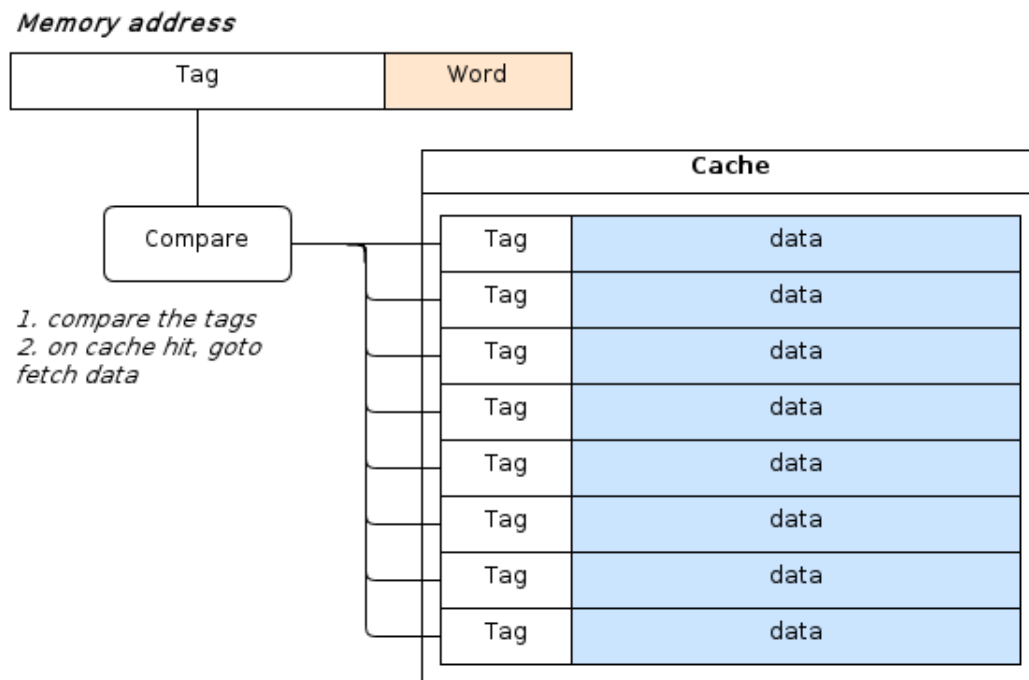 Memory address
Tag Word
Cache
Compare
Tag data
Tag data
Tag data
Tag data
Tag data
Tag data
Tag data
Tag data
1. compare the tags
2. on cache hit, goto
fetch data